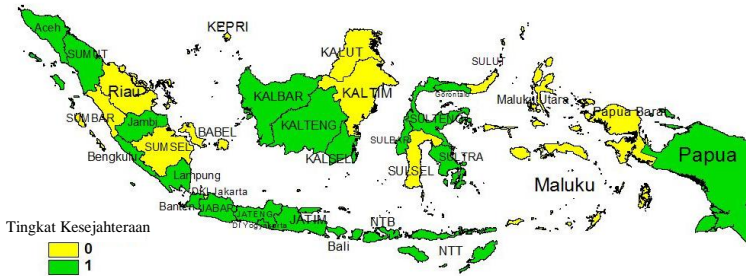 KEPRI
Aceh
SUMUT
KALUT
SULUT
Riau
KALTIM
KALBAR
Gorontalo
Maluku Utara
Papua Barat
SUMBAR
Jambi
BABEL
KALTENG
SULTENG
SUMSEL
SULBAR
Bengkulu
KALSEL
SULTRA
Papua
SULSEL
Lampung
DKI Jakarta
Maluku
Banten
JABAR
JATENG
JATIM
NTB
DI Yogyakarta
Bali
NTT
Tingkat Kesejahteraan
0
1